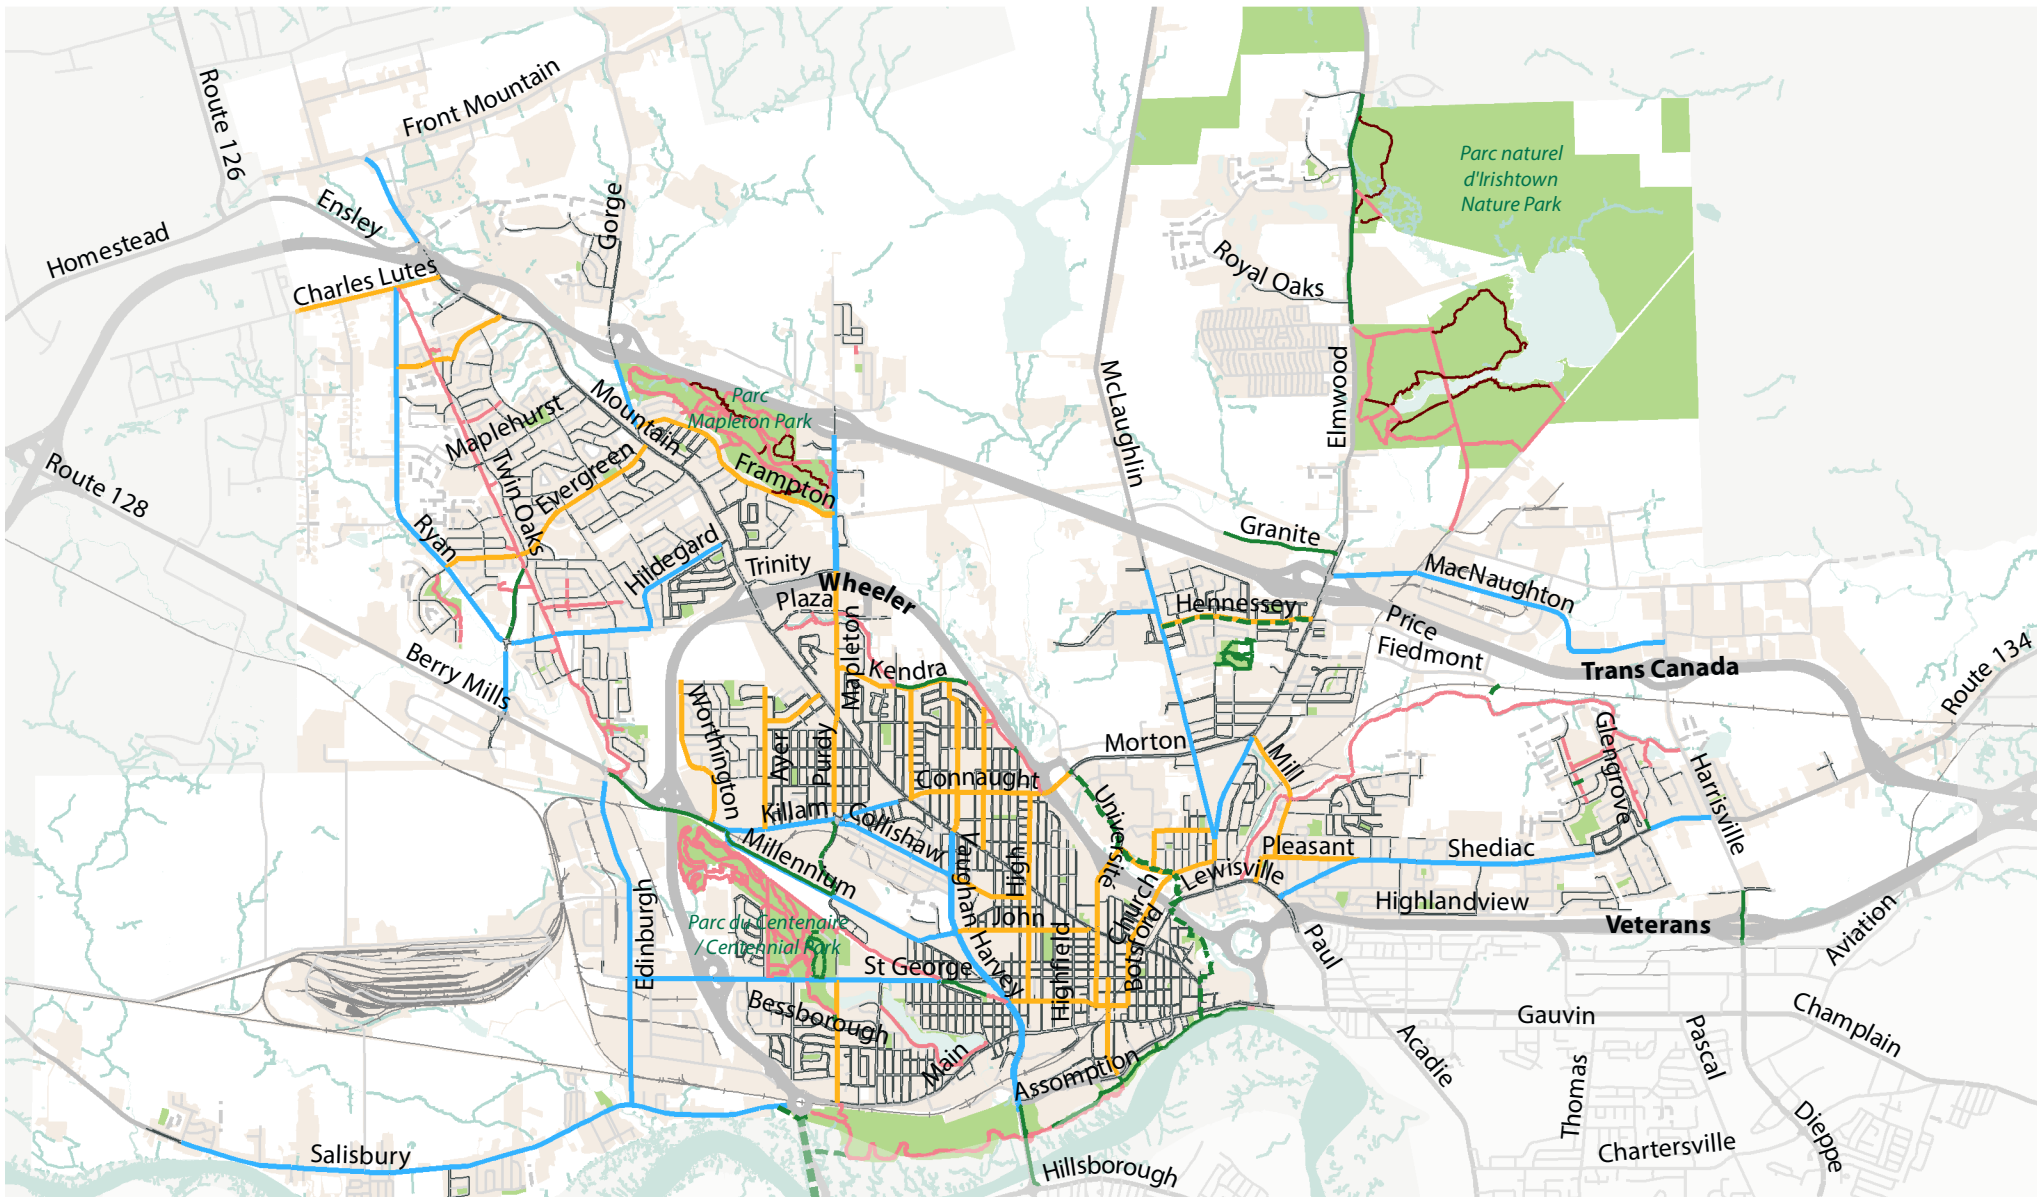 Route 126
Front Mountain
Ensley
Gorge
Homestead
Charles Lutes
Parc naturel
d'Irishtown
Nature Park
Royal Oaks
McLaughlin
Elmwood
Parc
Mapleton Park
Mountain
Maplehurst
Twin Oaks
Evergreen
Frampton
Route 128
Ryan
Hildegard
Trinity
Wheeler
Plaza
Granite
MacNaughton
Hennessey
Price
Fiedmont
Trans Canada
Route 134
Berry Mills
Mapleton
Kendra
Worthington
Ayer
Purdy
Morton
Mill
Glengrove
Harrisville
Connaught
Killam
Collishaw
Université
Millennium
Vaughan Harvey
High
Pleasant
Shediac
Lewisville
Church
Botsford
Highlandview
Veterans
Edinburgh
Parc du Centenaire
/ Centennial Park
John
Highfield
St George
Paul
Aviation
Bessborough
Main
Assomption
Gauvin
Champlain
Acadie
Pascal
Thomas
Dieppe
Salisbury
Hillsborough
Chartersville